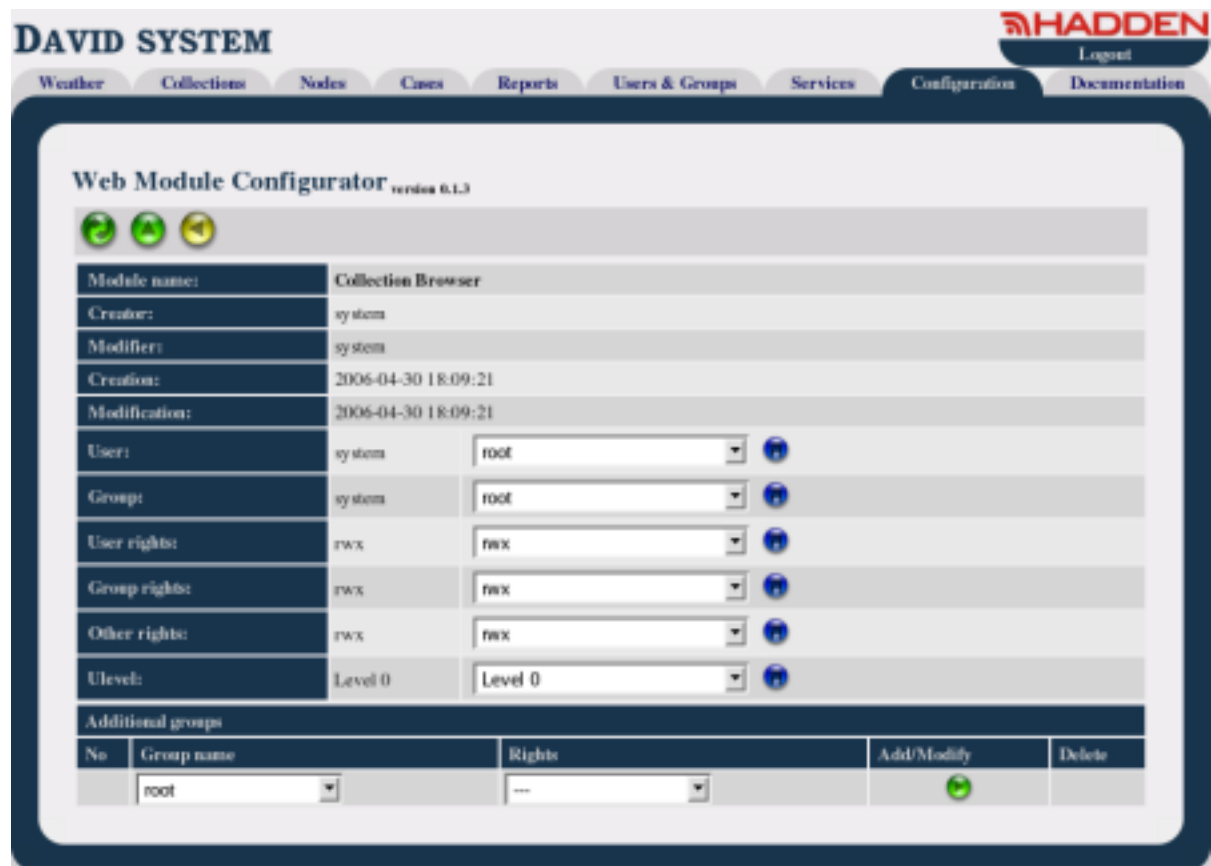 DAVID SYSTEM
HADDEN
Logout
Weather Collections Nodes Cases Reports Users & Groups Services Configuration Documentation
Web Module Configurator version 0.1.3
Module name: Collection Browser
Creator: system
Modifier: system
Creation: 2006-04-30 18:09:21
Modification: 2006-04-30 18:09:21
User: system root
Group: system root
User rights: rwx rwx
Group rights: rwx rwx
Other rights: rwx rwx
Ulevel: Level 0 Level 0
Additional groups
No Group name Rights Add/Modify Delete
root ---